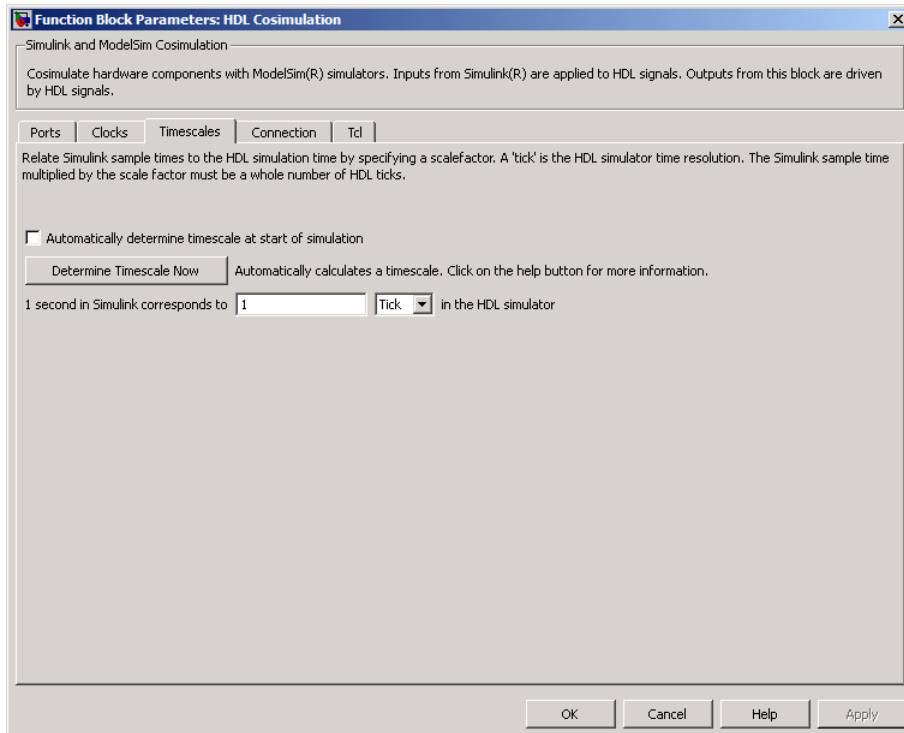 Function Block Parameters: HDL Cosimulation
Simulink and ModelSim Cosimulation
Cosimulate hardware components with ModelSim(R) simulators. Inputs from Simulink(R) are applied to HDL signals. Outputs from this block are driven
by HDL signals.
Ports Clocks Timescales Connection Tcl
Relate Simulink sample times to the HDL simulation time by specifying a scalefactor. A 'tick' is the HDL simulator time resolution. The Simulink sample time
multiplied by the scale factor must be a whole number of HDL ticks.
Automatically determine timescale at start of simulation
Determine Timescale Now Automatically calculates a timescale. Click on the help button for more information.
1 second in Simulink corresponds to 1 Tick in the HDL simulator
OK Cancel Help Apply